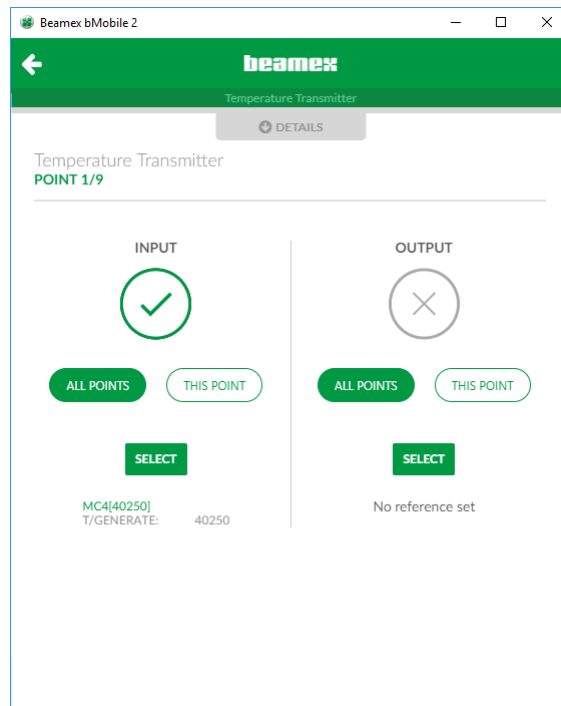 Beamex bMobile 2
beamex
Temperature Transmitter
DETAILS
Temperature Transmitter
POINT 1/9
INPUT
OUTPUT
ALL POINTS
THIS POINT
ALL POINTS
THIS POINT
SELECT
SELECT
MC4[40250]
T/GENERATE: 40250
No reference set